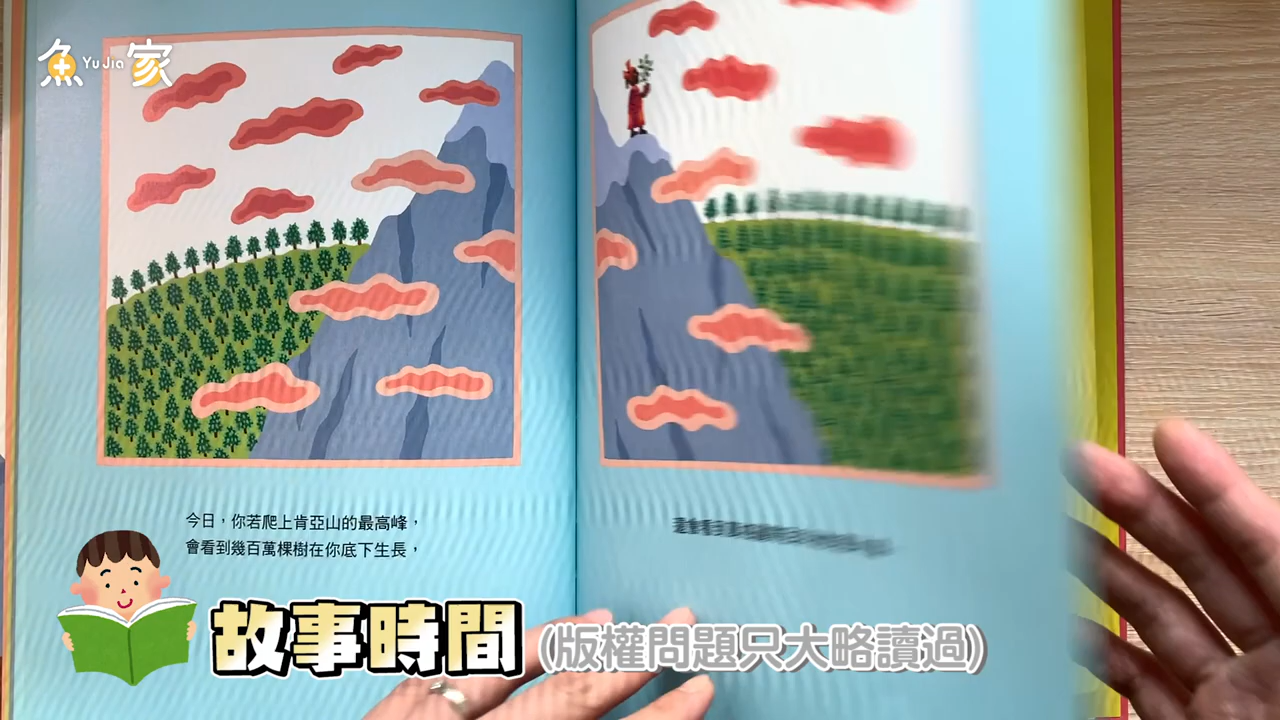 魚家
Yu Jia
今日，你若爬上肯亞山的最高峰，
會看到幾百萬棵樹在你底下生長，
故事時間
(版權問題只大略讀過)